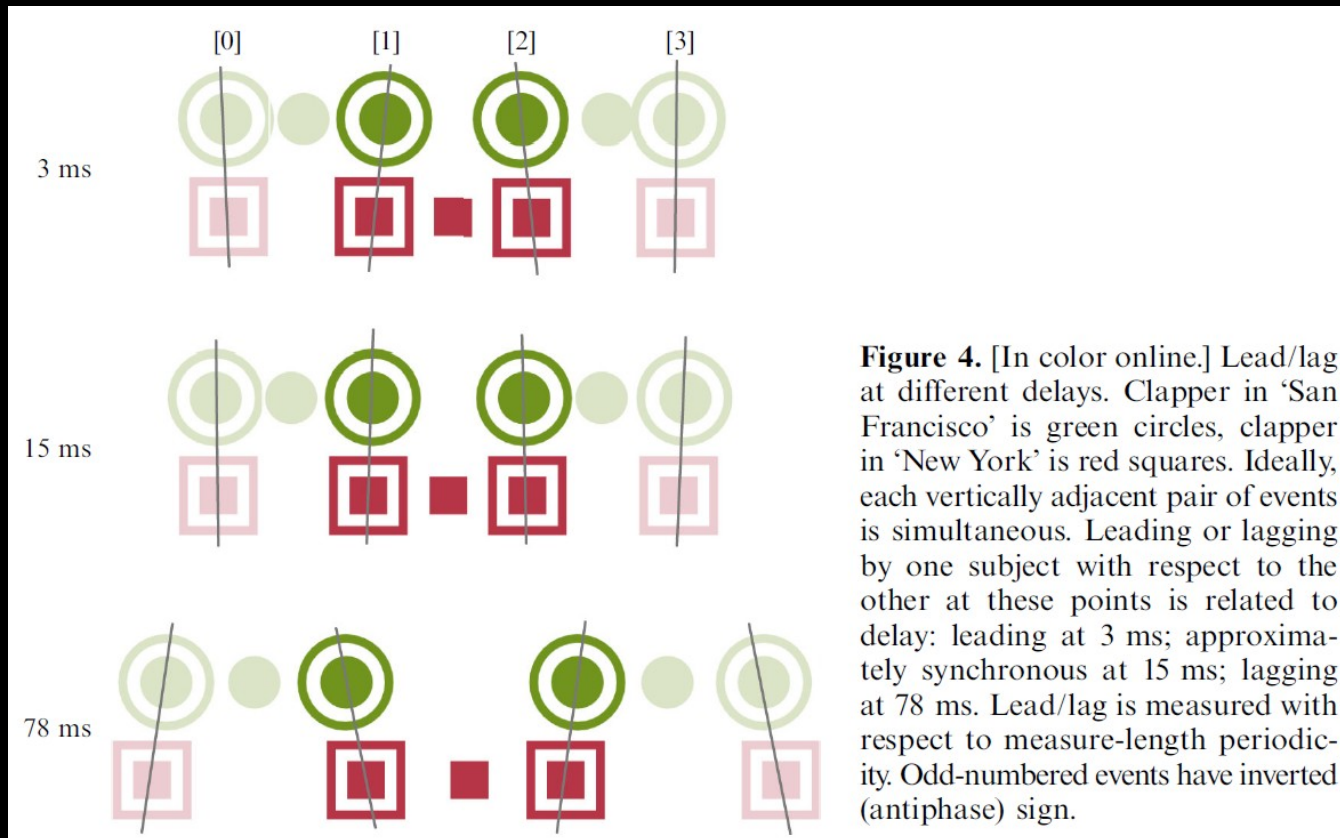 [0] [1] [2] [3]
3 ms
15 ms
78 ms
Figure 4. [In color online.] Lead/lag
at different delays. Clapper in ‘San
Francisco’ is green circles, clapper
in ‘New York’ is red squares. Ideally,
each vertically adjacent pair of events
is simultaneous. Leading or lagging
by one subject with respect to the
other at these points is related to
delay: leading at 3 ms; approxima-
tely synchronous at 15 ms; lagging
at 78 ms. Lead/lag is measured with
respect to measure-length periodic-
ity. Odd-numbered events have inverted
(antiphase) sign.